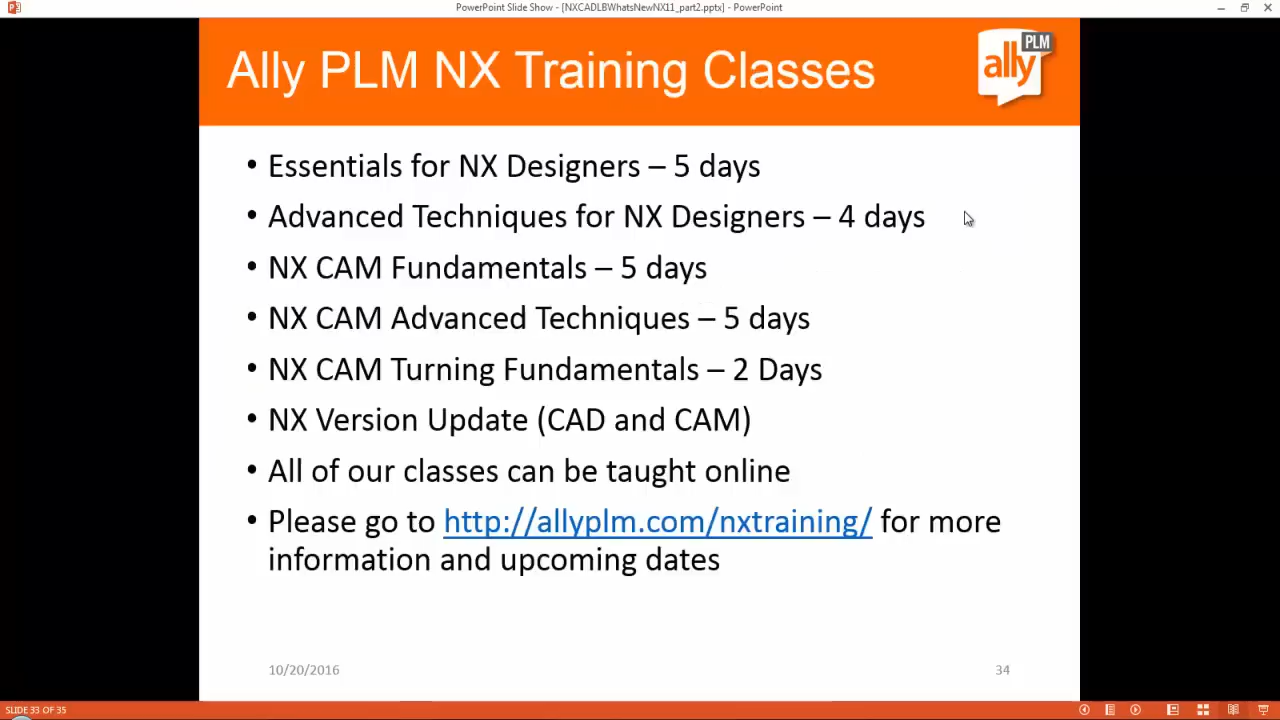 PowerPoint Slide Show - [NXCADLBWhatsNewNX11_part2.pptx] - PowerPoint
Ally PLM NX Training Classes
PLM
ally
• Essentials for NX Designers – 5 days
• Advanced Techniques for NX Designers – 4 days
• NX CAM Fundamentals – 5 days
• NX CAM Advanced Techniques – 5 days
• NX CAM Turning Fundamentals – 2 Days
• NX Version Update (CAD and CAM)
• All of our classes can be taught online
• Please go to http://allyplm.com/nxtraining/ for more
information and upcoming dates
10/20/2016
34
SLIDE 33 OF 35